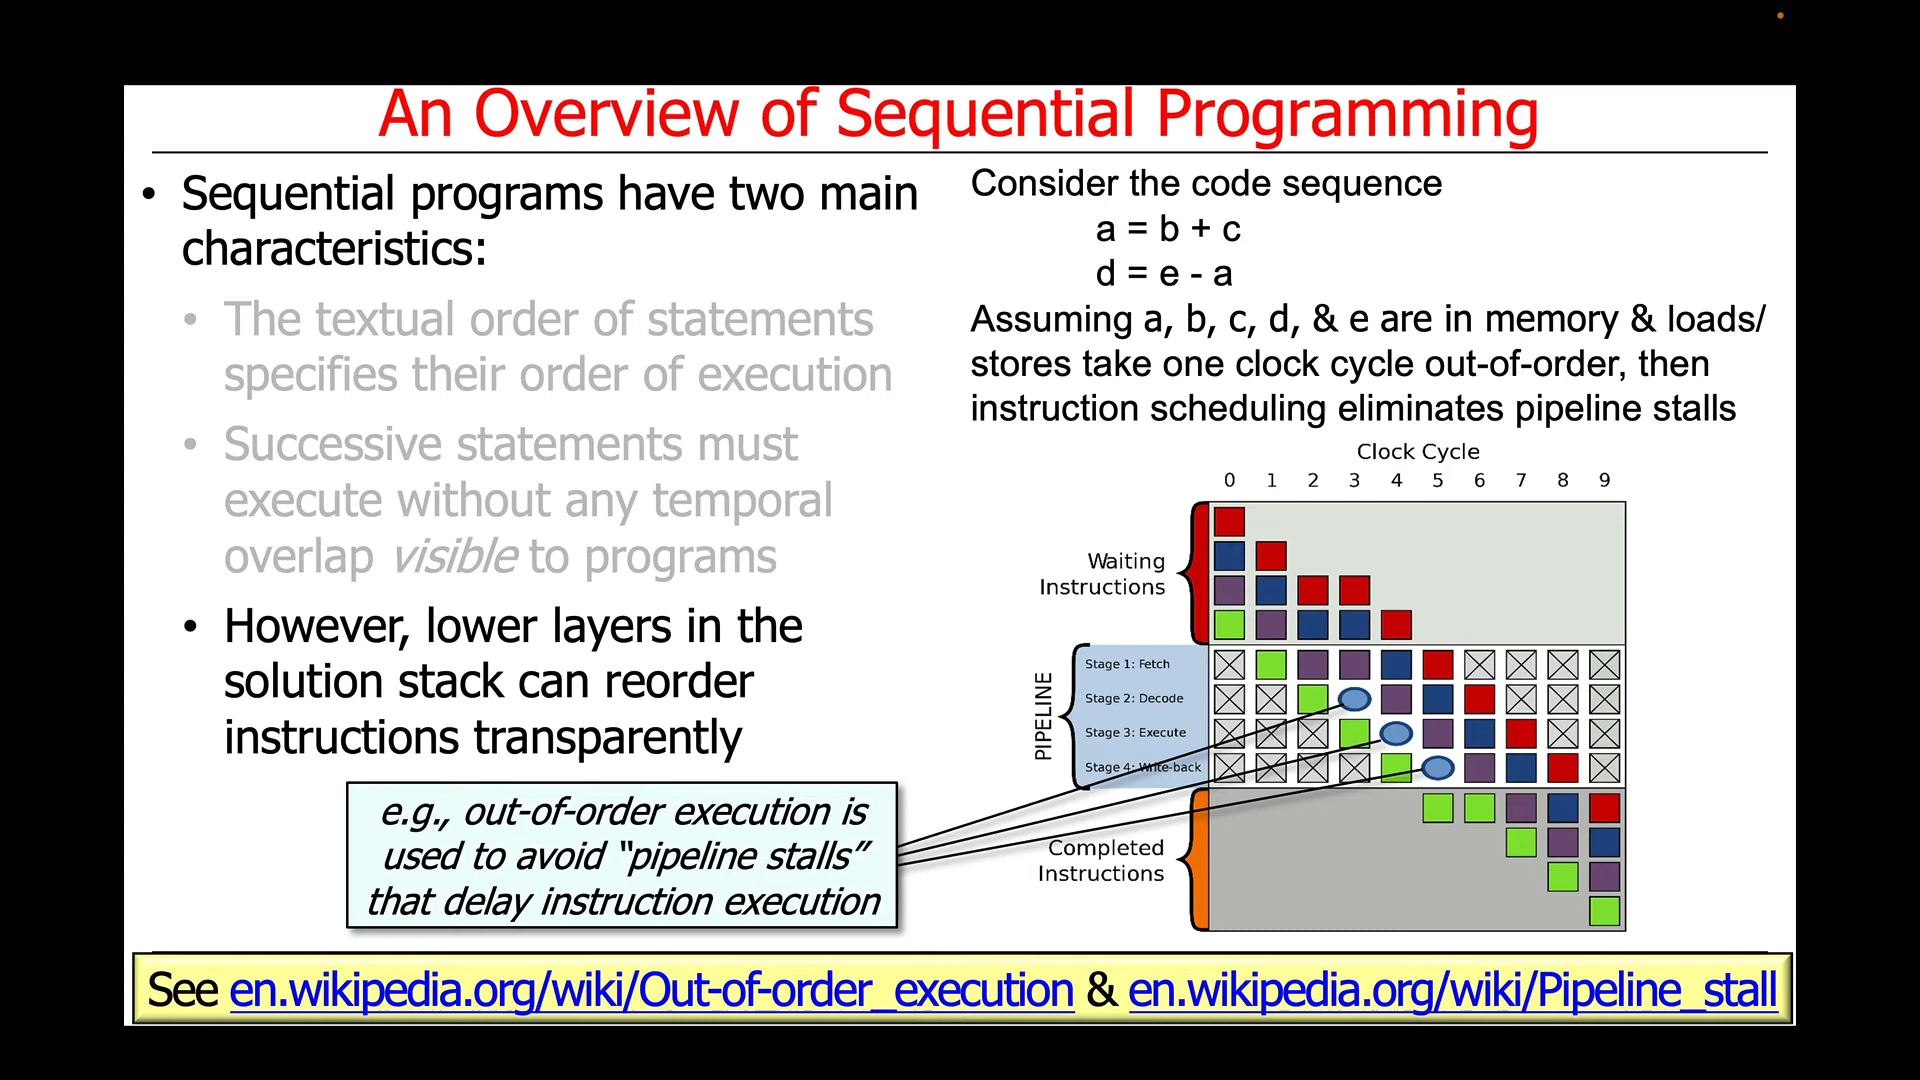 An Overview of Sequential Programming
• Sequential programs have two main
characteristics:
• The textual order of statements
specifies their order of execution
• Successive statements must
execute without any temporal
overlap visible to programs
• However, lower layers in the
solution stack can reorder
instructions transparently
e.g., out-of-order execution is
used to avoid “pipeline stalls”
that delay instruction execution
Consider the code sequence
a = b + c
d = e - a
Assuming a, b, c, d, & e are in memory & loads/
stores take one clock cycle out-of-order, then
instruction scheduling eliminates pipeline stalls
Clock Cycle
0 1 2 3 4 5 6 7 8 9
Waiting
Instructions
PIPELINE
Stage 1: Fetch
Stage 2: Decode
Stage 3: Execute
Stage 4: Write-back
Completed
Instructions
See en.wikipedia.org/wiki/Out-of-order_execution & en.wikipedia.org/wiki/Pipeline_stall